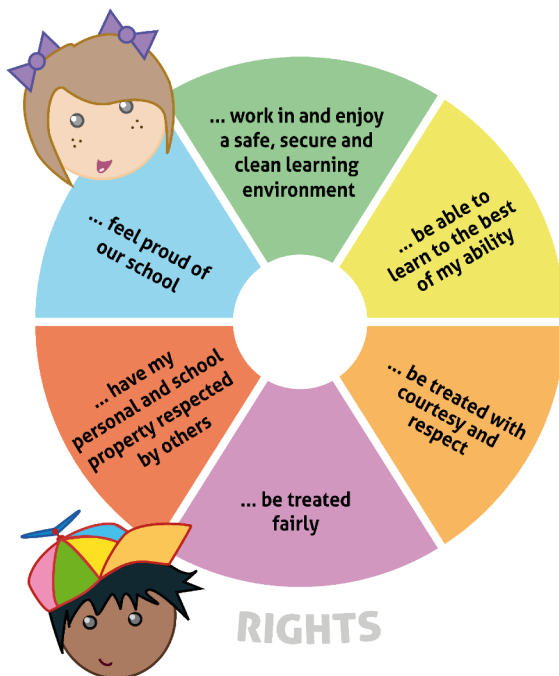 ... work in and enjoy
a safe, secure and
clean learning
environment
... be able to
learn to the best
of my ability
... be treated with
courtesy and
respect
... be treated
fairly
... have my
personal and school
property respected
by others
... feel proud of
our school
RIGHTS